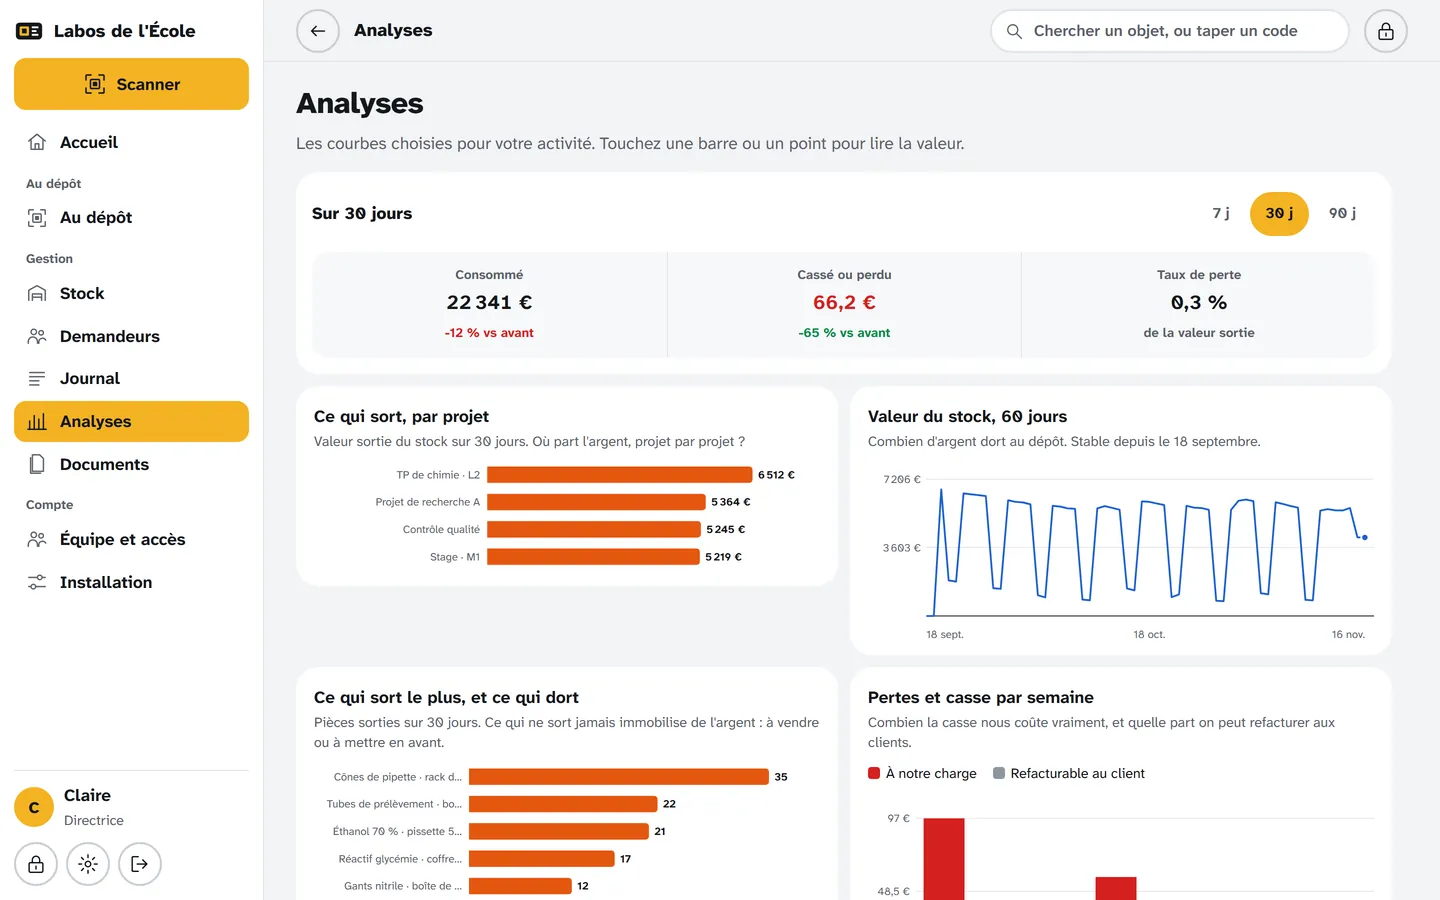 Labos de l'École
Scanner
Accueil
Au dépôt
Au dépôt
Gestion
Stock
Demandeurs
Journal
Analyses
Documents
Compte
Équipe et accès
Installation
C
Claire
Directrice
Analyses
Chercher un objet, ou taper un code
Analyses
Les courbes choisies pour votre activité. Touchez une barre ou un point pour lire la valeur.
Sur 30 jours
7 j
30 j
90 j
Consommé
22 341 €
-12 % vs avant
Cassé ou perdu
66,2 €
-65 % vs avant
Taux de perte
0,3 %
de la valeur sortie
Ce qui sort, par projet
Valeur sortie du stock sur 30 jours. Où part l'argent, projet par projet ?
TP de chimie · L2 6 512 €
Projet de recherche A 5 364 €
Contrôle qualité 5 245 €
Stage · M1 5 219 €
Valeur du stock, 60 jours
Combien d'argent dort au dépôt. Stable depuis le 18 septembre.
7 206 €
3 603 €
18 sept. 18 oct. 16 nov.
Ce qui sort le plus, et ce qui dort
Pièces sorties sur 30 jours. Ce qui ne sort jamais immobilise de l'argent : à vendre
ou à mettre en avant.
Cônes de pipette · rack d... 35
Tubes de prélèvement · bo... 22
Éthanol 70 % · pissette 5... 21
Réactif glycémie · coffre... 17
Gants nitrile · boîte de ... 12
Pertes et casse par semaine
Combien la casse nous coûte vraiment, et quelle part on peut refacturer aux
clients.
À notre charge
Refacturable au client
97 €
48,5 €